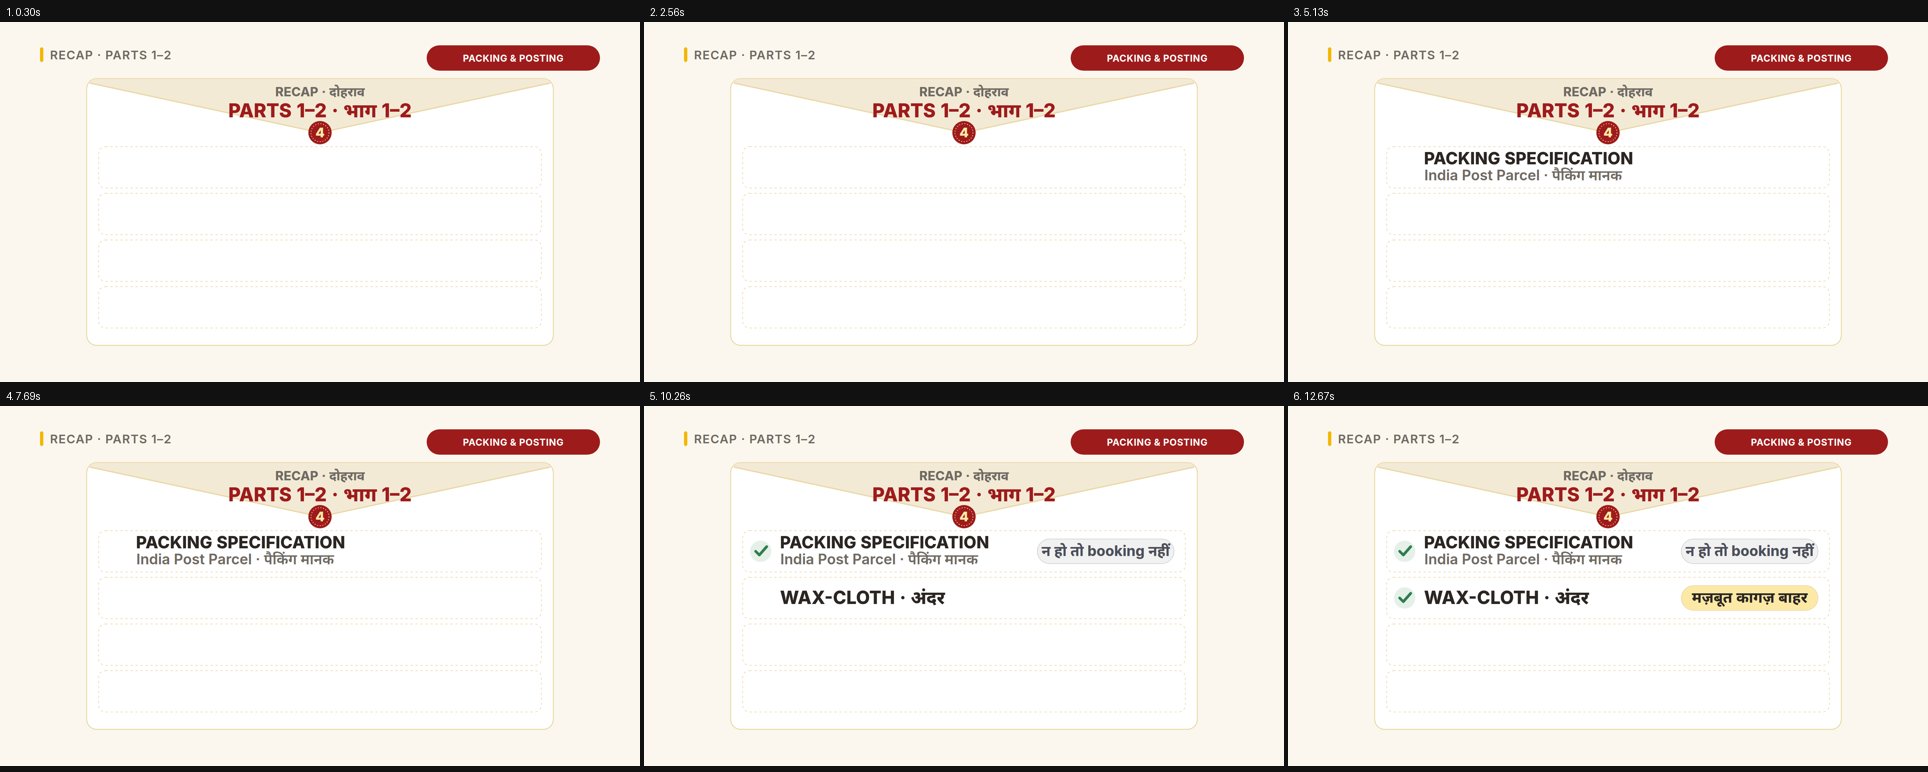 1. 0.30s
RECAP · PARTS 1–2
PACKING & POSTING
RECAP · दोहराव
PARTS 1–2 · भाग 1–2
4
2. 2.56s
RECAP · PARTS 1–2
PACKING & POSTING
RECAP · दोहराव
PARTS 1–2 · भाग 1–2
4
3. 5.13s
RECAP · PARTS 1–2
PACKING & POSTING
RECAP · दोहराव
PARTS 1–2 · भाग 1–2
4
PACKING SPECIFICATION
India Post Parcel · पैकिंग मानक
4. 7.69s
RECAP · PARTS 1–2
PACKING & POSTING
RECAP · दोहराव
PARTS 1–2 · भाग 1–2
4
PACKING SPECIFICATION
India Post Parcel · पैकिंग मानक
5. 10.26s
RECAP · PARTS 1–2
PACKING & POSTING
RECAP · दोहराव
PARTS 1–2 · भाग 1–2
4
PACKING SPECIFICATION
India Post Parcel · पैकिंग मानक
न हो तो booking नहीं
WAX-CLOTH · अंदर
6. 12.67s
RECAP · PARTS 1–2
PACKING & POSTING
RECAP · दोहराव
PARTS 1–2 · भाग 1–2
4
PACKING SPECIFICATION
India Post Parcel · पैकिंग मानक
न हो तो booking नहीं
WAX-CLOTH · अंदर
मज़बूत कागज़ बाहर